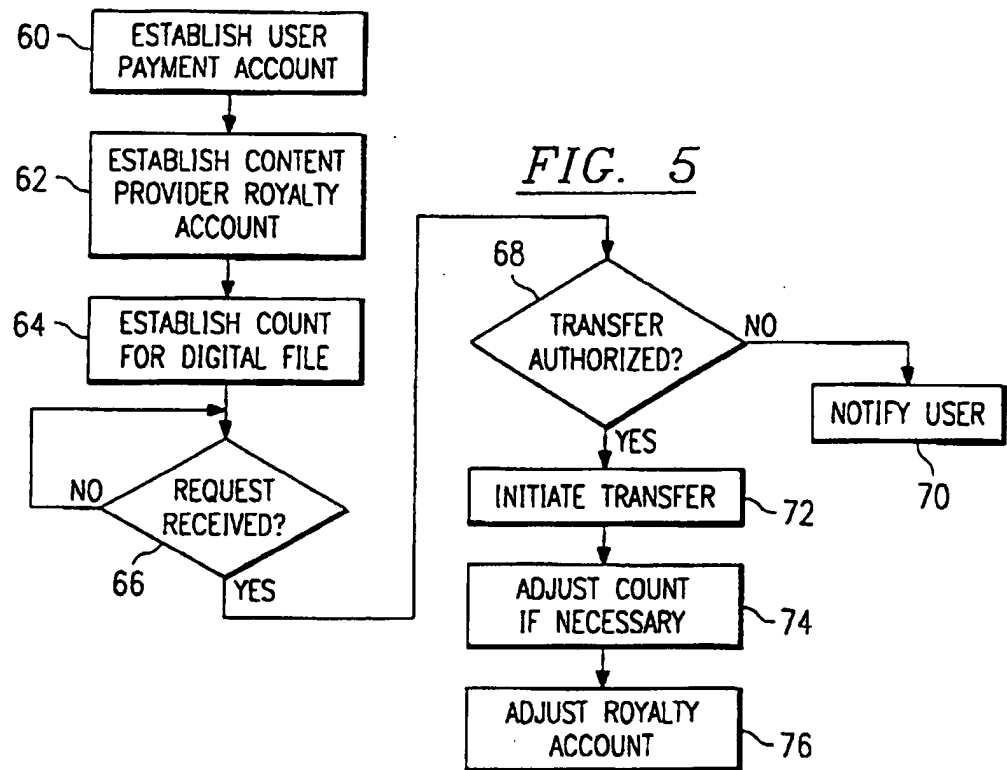 60
ESTABLISH USER
PAYMENT ACCOUNT
62
ESTABLISH CONTENT
PROVIDER ROYALTY
ACCOUNT
64
ESTABLISH COUNT
FOR DIGITAL FILE
NO
REQUEST
RECEIVED?
66
YES
FIG. 5
68
TRANSFER
AUTHORIZED?
NO
NOTIFY USER
70
YES
INITIATE TRANSFER
72
ADJUST COUNT
IF NECESSARY
74
ADJUST ROYALTY
ACCOUNT
76